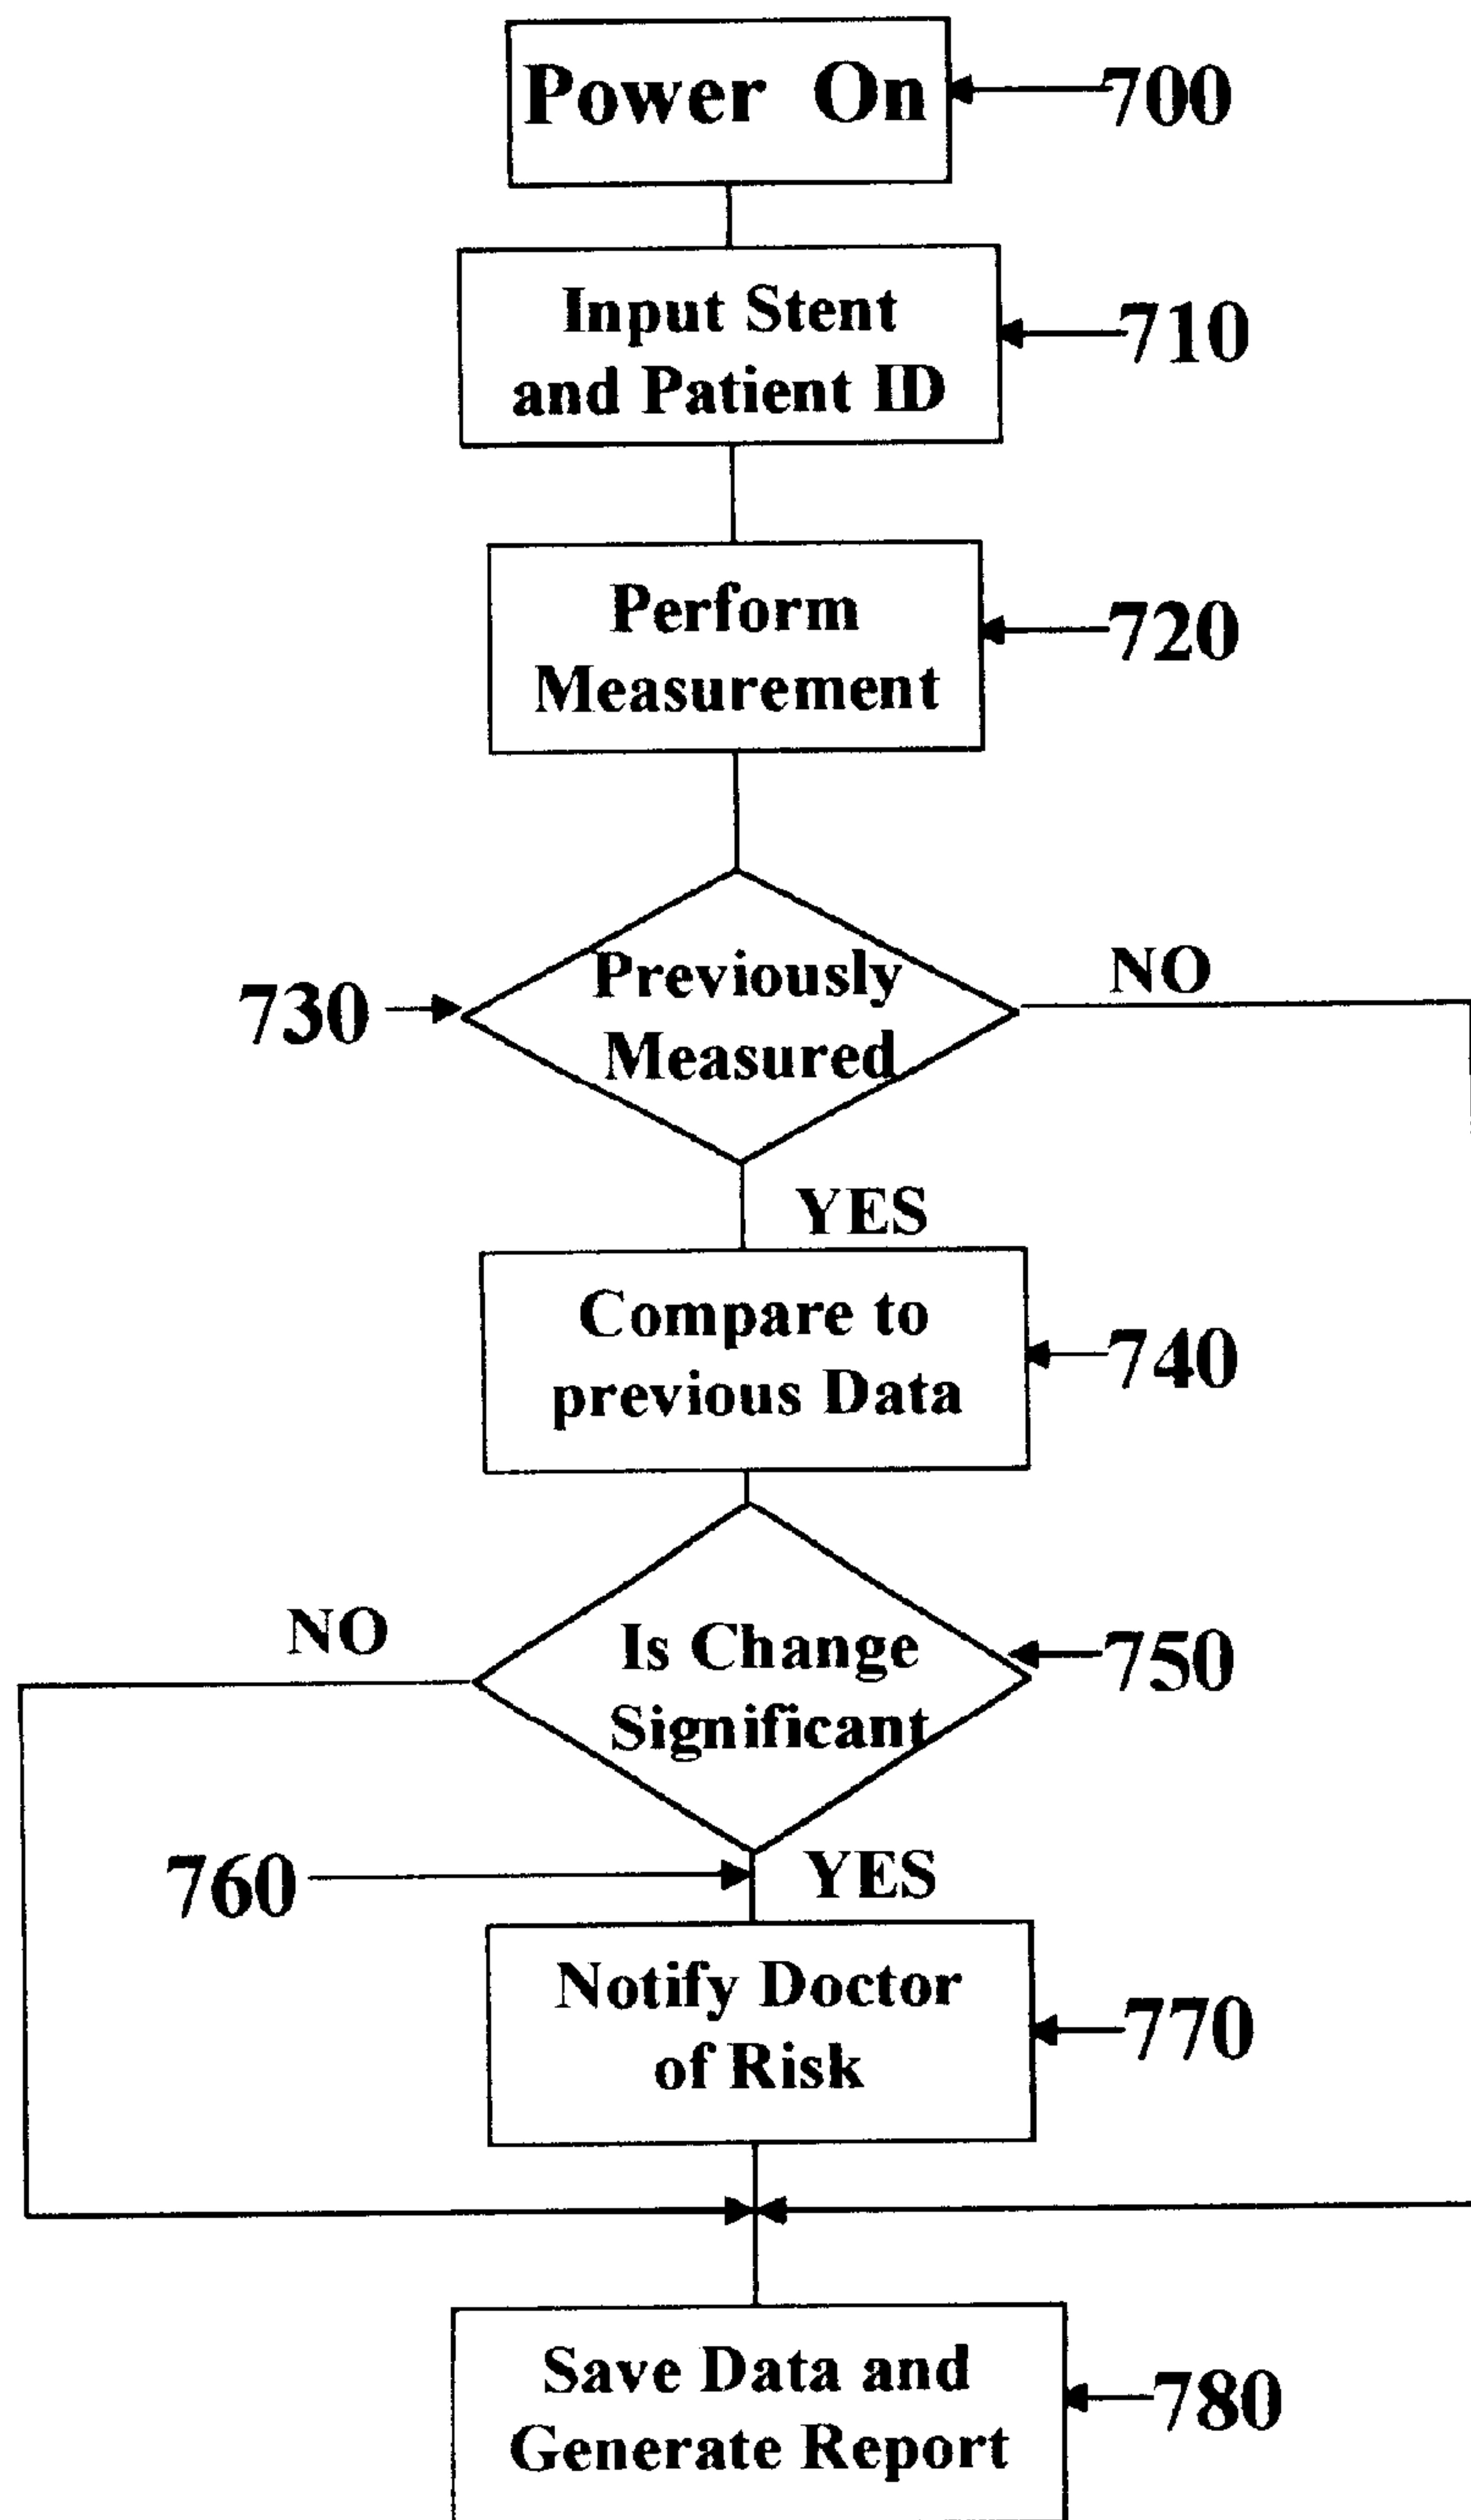 Power On
700
Input Stent
and Patient ID
710
Perform
Measurement
720
Previously
Measured
730
NO
YES
Compare to
previous Data
740
Is Change
Significant
750
NO
760
YES
Notify Doctor
of Risk
770
Save Data and
Generate Report
780